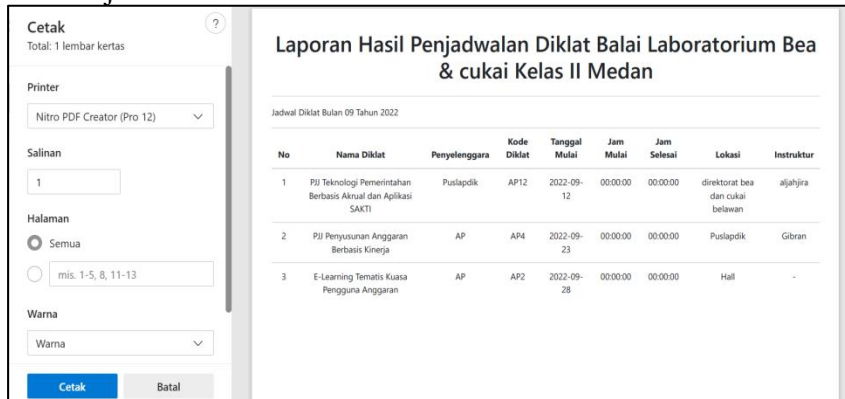 Cetak
?
Total: 1 lembar kertas
Printer
Nitro PDF Creator (Pro 12)
Salinan
1
Halaman
Semua
mis. 1-5, 8, 11-13
Warna
Warna
Cetak Batal
Laporan Hasil Penjadwalan Diklat Balai Laboratorium Bea
& cukai Kelas II Medan
Jadwal Diklat Bulan 09 Tahun 2022
No Nama Diklat Penyelenggara Kode Diklat Tanggal Mulai Jam Mulai Jam Selesai Lokasi Instruktur
1 PJJ Teknologi Pemerintahan Berbasis Akrual dan Aplikasi SAKTI Puslapdik AP12 2022-09-12 00:00:00 00:00:00 direktorat bea dan cukai belawan aljahjira
2 PJJ Penyusunan Anggaran Berbasis Kinerja AP AP4 2022-09-23 00:00:00 00:00:00 Puslapdik Gibran
3 E-Learning Tematis Kuasa Pengguna Anggaran AP AP2 2022-09-28 00:00:00 00:00:00 Hall -